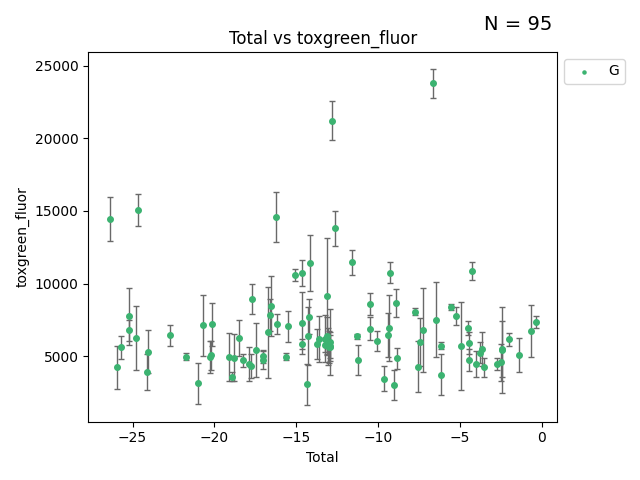 N = 95
Total vs toxgreen_fluor
G
toxgreen_fluor
25000
20000
15000
10000
5000
−25
−20
−15
−10
−5
0
Total